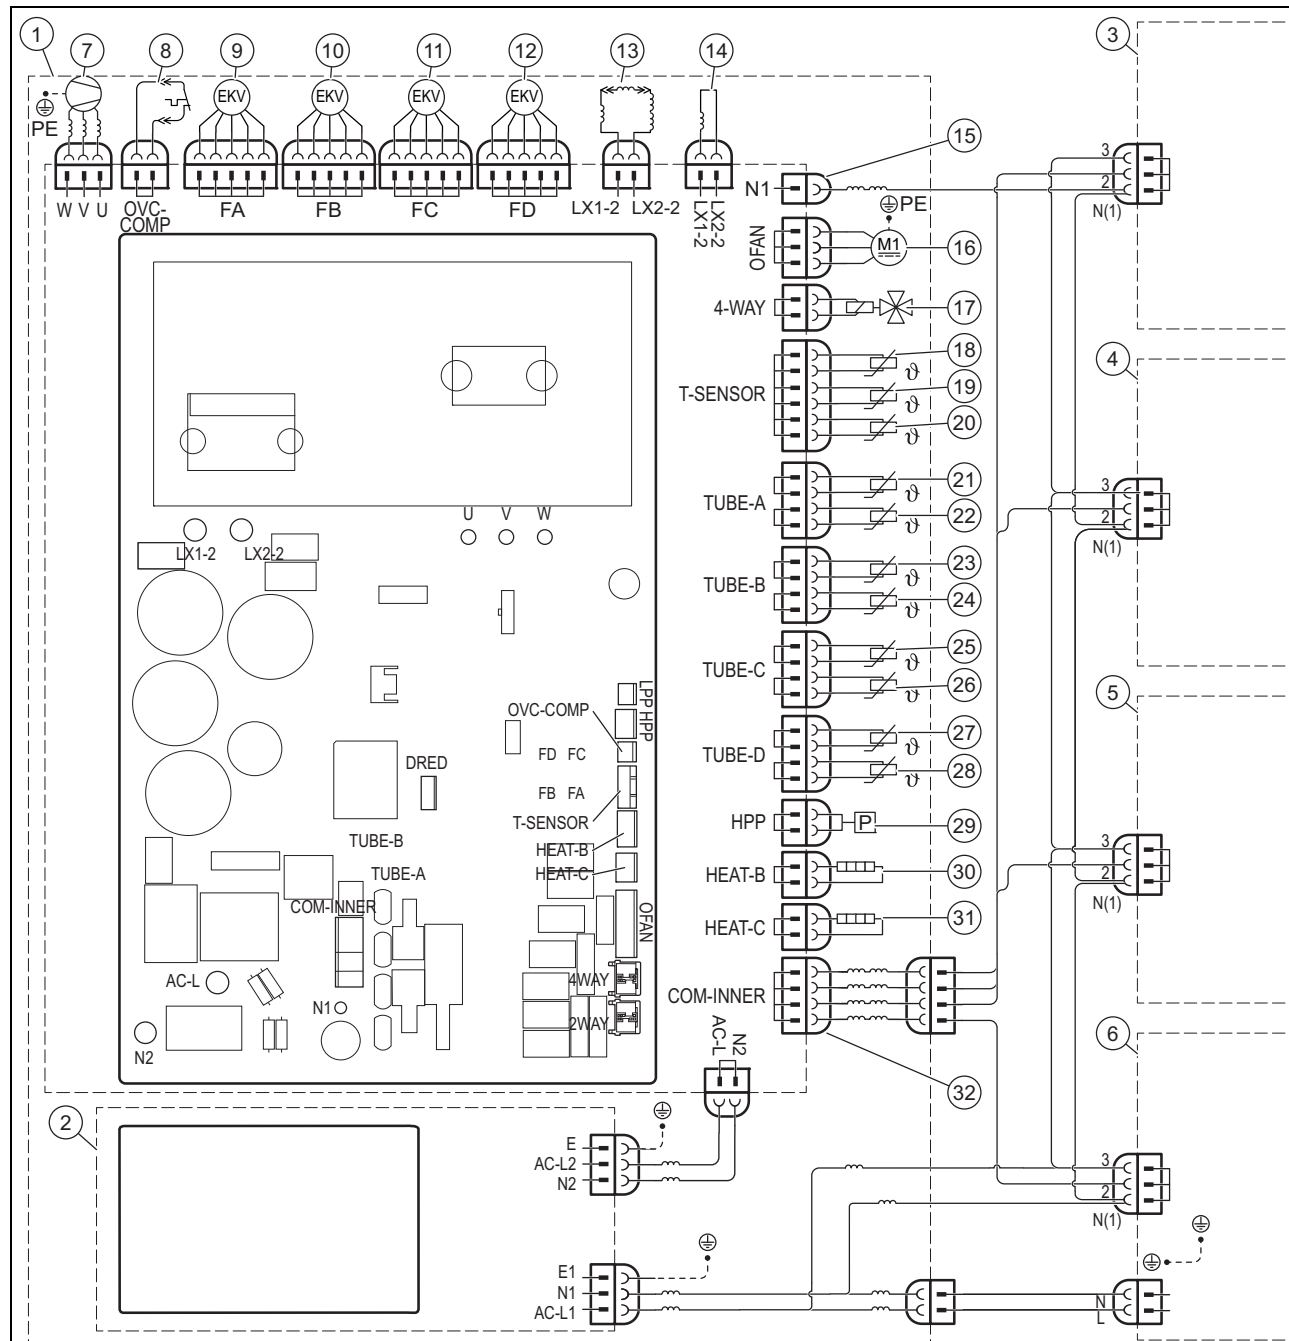 1
7
8
9
10
11
12
13
14
3
EKV
EKV
EKV
EKV
PE
15
N1
3
2
N(1)
W V U
OVC-
COMP
FA
FB
FC
FD
LX1-2
LX2-2
LX1-2
LX2-2
PE
OFAN
M1
16
4-WAY
17
T-SENSOR
18
ϑ
19
ϑ
20
ϑ
4
TUBE-A
21
ϑ
22
ϑ
3
2
N(1)
U
V
W
LX1-2
LX2-2
TUBE-B
23
ϑ
24
ϑ
TUBE-C
25
ϑ
26
ϑ
5
LPP
HPP
OVC-COMP
FD
FC
TUBE-D
27
ϑ
28
ϑ
DRED
FB
FA
T-SENSOR
HPP
P
29
TUBE-B
HEAT-B
HEAT-C
TUBE-A
HEAT-B
30
3
2
N(1)
COM-INNER
OFAN
HEAT-C
31
AC-L
4WAY
COM-INNER
N1
2WAY
N2
AC-L
N2
32
6
2
E
AC-L2
N2
3
2
N(1)
E1
N1
AC-L1
N
L